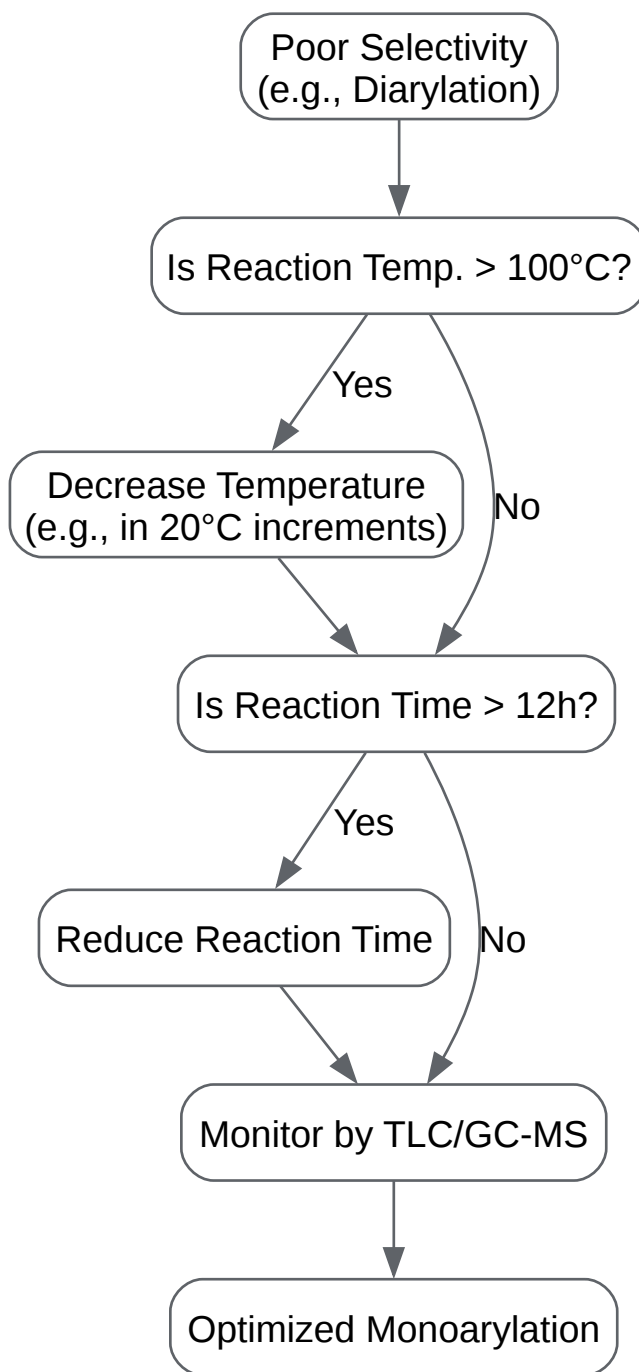 Poor Selectivity
(e.g., Diarylation)
Is Reaction Temp. > 100°C?
Yes
Decrease Temperature
(e.g., in 20°C increments)
No
Is Reaction Time > 12h?
Yes
Reduce Reaction Time
No
Monitor by TLC/GC-MS
Optimized Monoarylation